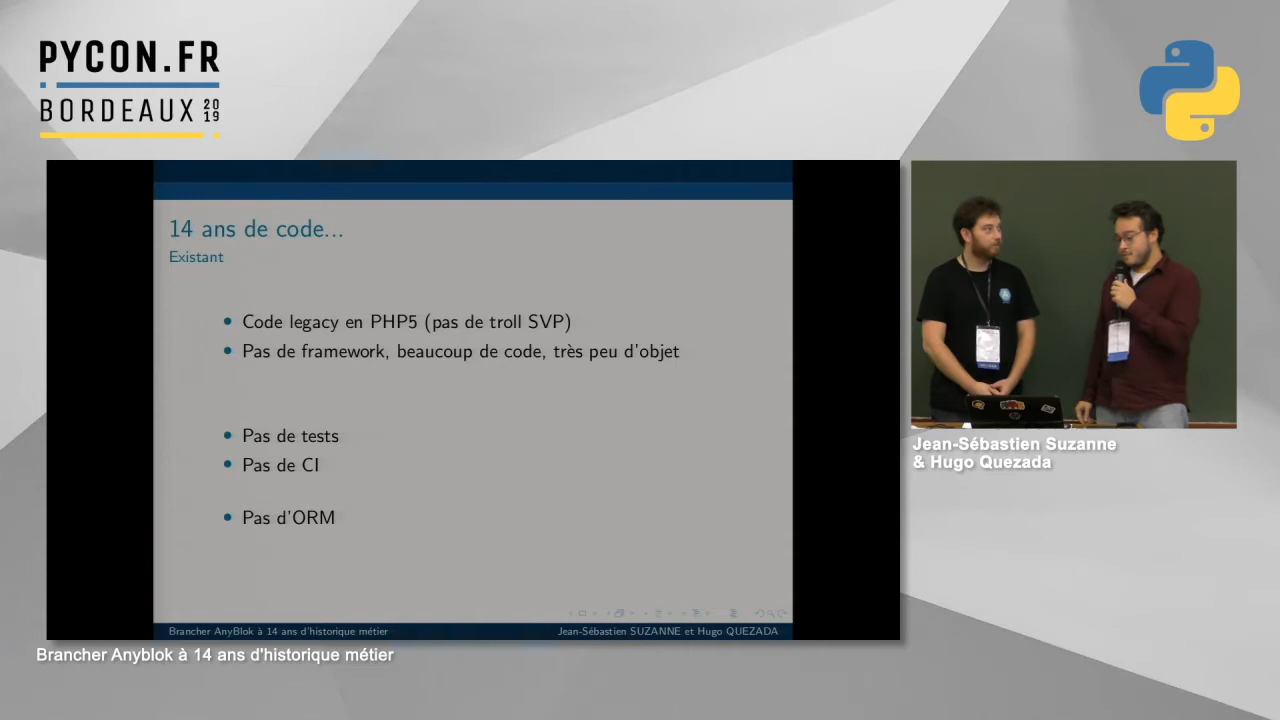 PYCON.FR
BORDEAUX 2019
14 ans de code...
Existant
• Code legacy en PHP5 (pas de troll SVP)
• Pas de framework, beaucoup de code, très peu d'objet
• Pas de tests
• Pas de CI
• Pas d'ORM
Brancher AnyBlok à 14 ans d'historique métier
Jean-Sébastien SUZANNE et Hugo QUEZADA
Jean-Sébastien Suzanne
& Hugo Quezada
Brancher Anyblok à 14 ans d'historique métier